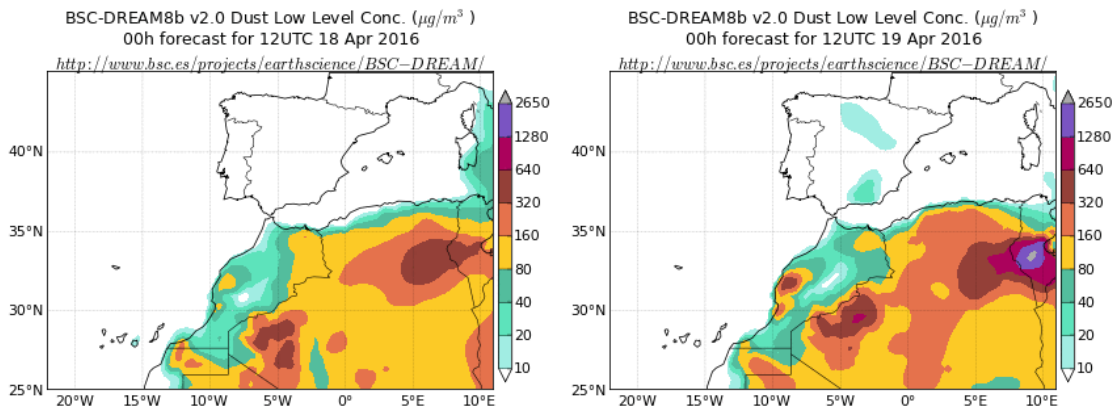 BSC-DREAM8b v2.0 Dust Low Level Conc. (μg/m³ )
00h forecast for 12UTC 18 Apr 2016
http://www.bsc.es/projects/earthscience/BSC−DREAM/
40°N
35°N
30°N
25°N
20°W 15°W 10°W 5°W 0° 5°E 10°E
2650
1280
640
320
160
80
40
20
10
BSC-DREAM8b v2.0 Dust Low Level Conc. (μg/m³ )
00h forecast for 12UTC 19 Apr 2016
http://www.bsc.es/projects/earthscience/BSC−DREAM/
40°N
35°N
30°N
25°N
20°W 15°W 10°W 5°W 0° 5°E 10°E
2650
1280
640
320
160
80
40
20
10